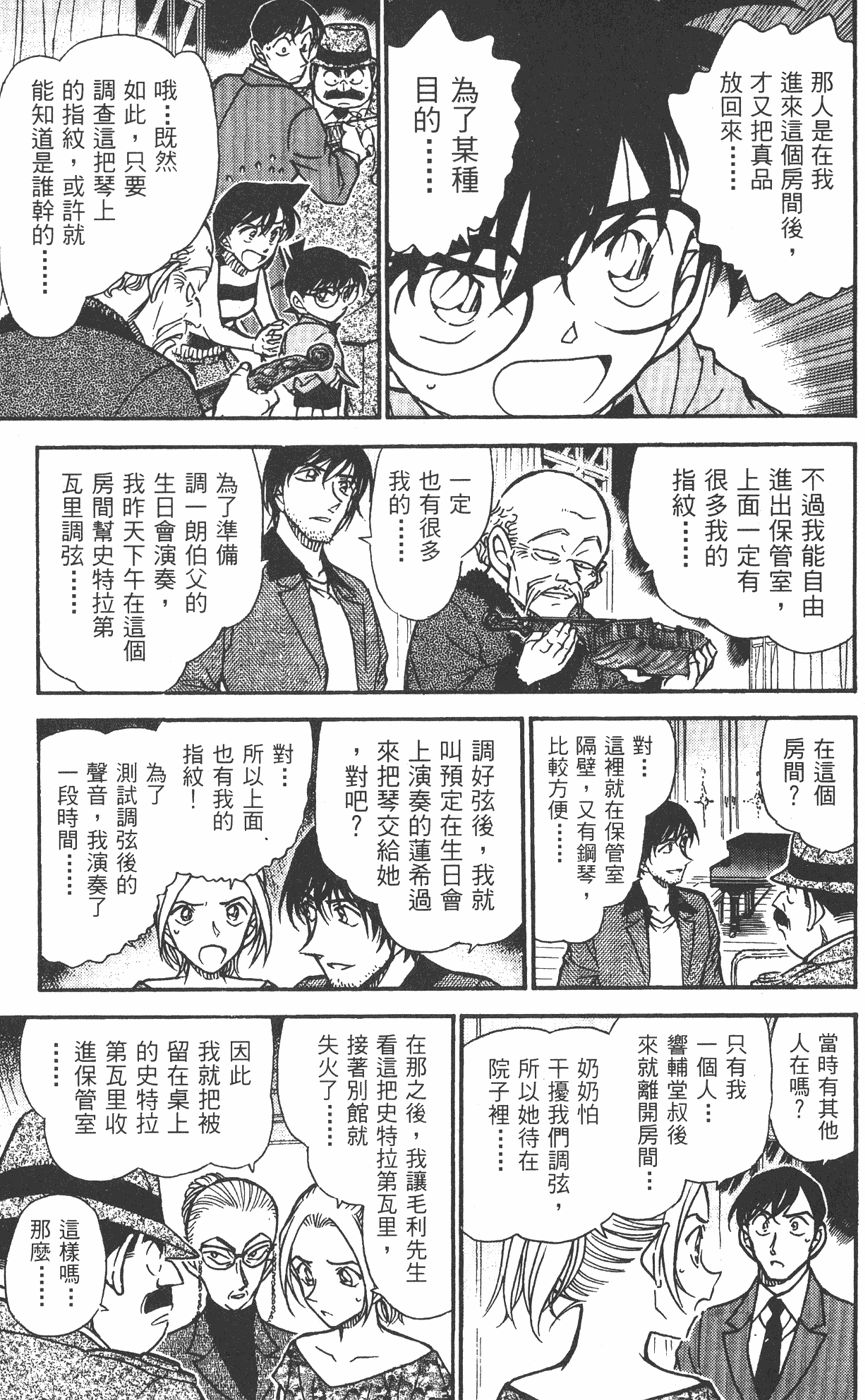 那人是在我
進來這個房間後，
才又把真品
放回來……
為了某種
目的……
哦…既然
如此，只要
調查這把琴上
的指紋，或許就
能知道是誰幹的……
不過我能自由
進出保管室，
上面一定有
很多我的
指紋……
一定
也有很多
我的……
為了準備
調一朗伯父的
生日會演奏，
我昨天下午在這個
房間幫史特拉第
瓦里調弦……
在這個
房間？
對…
這裡就在保管室
隔壁，又有鋼琴，
比較方便……
調好弦後，我就
叫預定在生日會
上演奏的蓮希過
來把琴交給她
，對吧？
對…
所以上面
也有我的
指紋！
為了
測試調弦後的
聲音，我演奏了
一段時間……
當時有其他
人在嗎？
只有我
一個人…
響輔堂叔後
來就離開房間…
奶奶怕
干擾我們調弦，
所以她待在
院子裡……
在那之後，我讓毛利先生
看這把史特拉第瓦里，
接著別館就
失火了……
因此
我就把被
留在桌上
的史特拉
第瓦里收
進保管室
……
這樣嗎…
那麼……